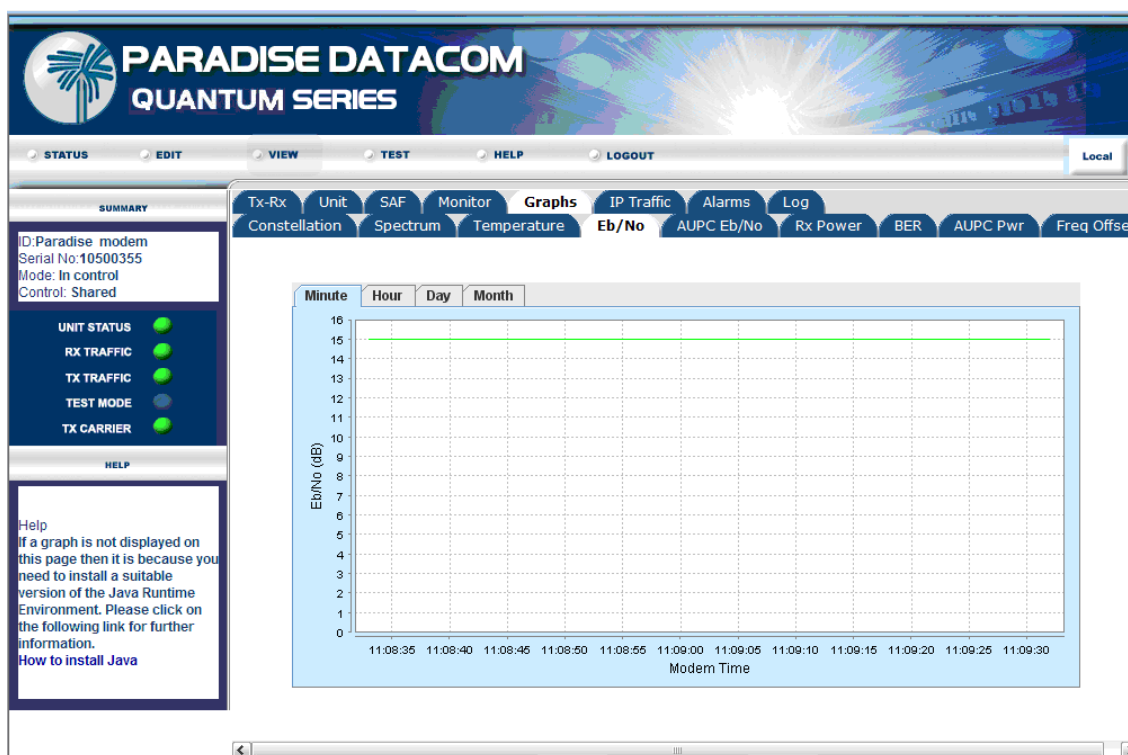 PARADISE DATACOM
QUANTUM SERIES
STATUS EDIT VIEW TEST HELP LOGOUT Local
SUMMARY
ID:Paradise modem
Serial No:10500355
Mode: In control
Control: Shared
UNIT STATUS
RX TRAFFIC
TX TRAFFIC
TEST MODE
TX CARRIER
HELP
Help
If a graph is not displayed on
this page then it is because you
need to install a suitable
version of the Java Runtime
Environment. Please click on
the following link for further
information.
How to install Java
Tx-Rx Unit SAF Monitor Graphs IP Traffic Alarms Log
Constellation Spectrum Temperature Eb/No AUPC Eb/No Rx Power BER AUPC Pwr Freq Offse
Minute Hour Day Month
16
15
14
13
12
11
10
9
8
7
6
5
4
3
2
1
0
Eb/No (dB)
11:08:35 11:08:40 11:08:45 11:08:50 11:08:55 11:09:00 11:09:05 11:09:10 11:09:15 11:09:20 11:09:25 11:09:30
Modem Time